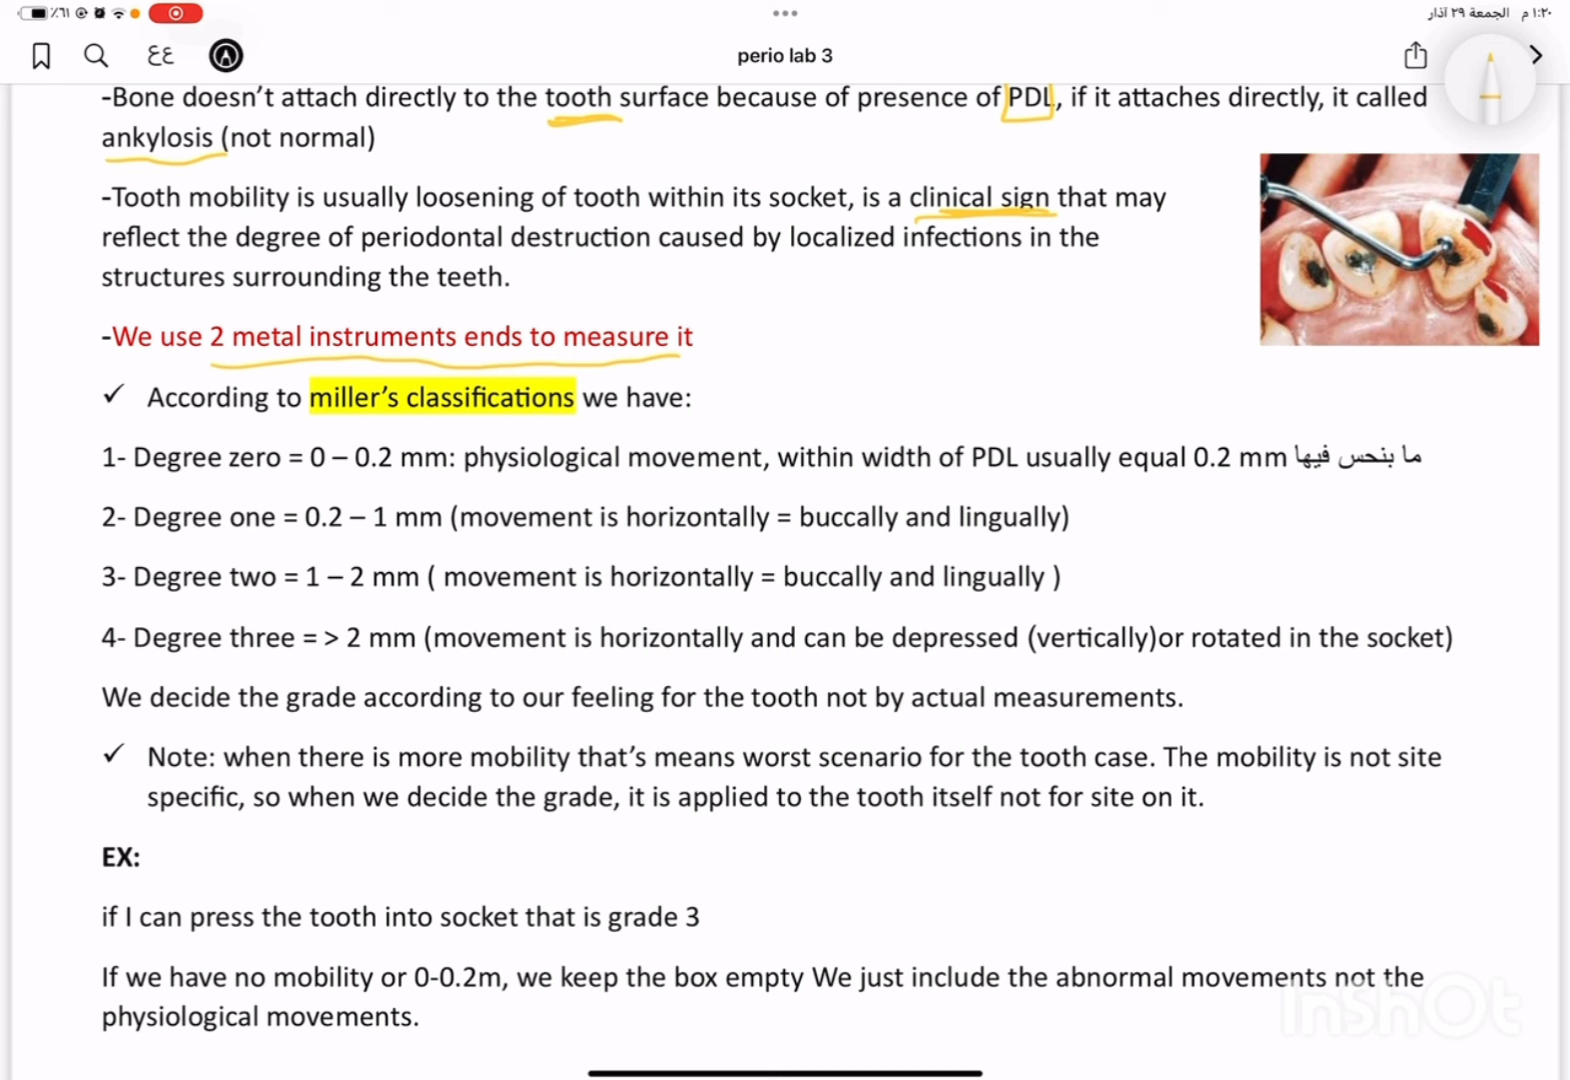 ٪٦١
١:٢٠ م الجمعة ٢٩ آذار
perio lab 3
-Bone doesn’t attach directly to the tooth surface because of presence of PDL, if it attaches directly, it called
ankylosis (not normal)
-Tooth mobility is usually loosening of tooth within its socket, is a clinical sign that may
reflect the degree of periodontal destruction caused by localized infections in the
structures surrounding the teeth.
-We use 2 metal instruments ends to measure it
✓ According to miller’s classifications we have:
1- Degree zero = 0 – 0.2 mm: physiological movement, within width of PDL usually equal 0.2 mm ما بنحس فيها
2- Degree one = 0.2 – 1 mm (movement is horizontally = buccally and lingually)
3- Degree two = 1 – 2 mm ( movement is horizontally = buccally and lingually )
4- Degree three = > 2 mm (movement is horizontally and can be depressed (vertically)or rotated in the socket)
We decide the grade according to our feeling for the tooth not by actual measurements.
✓ Note: when there is more mobility that’s means worst scenario for the tooth case. The mobility is not site
specific, so when we decide the grade, it is applied to the tooth itself not for site on it.
EX:
if I can press the tooth into socket that is grade 3
If we have no mobility or 0-0.2m, we keep the box empty We just include the abnormal movements not the
physiological movements.
InShOt